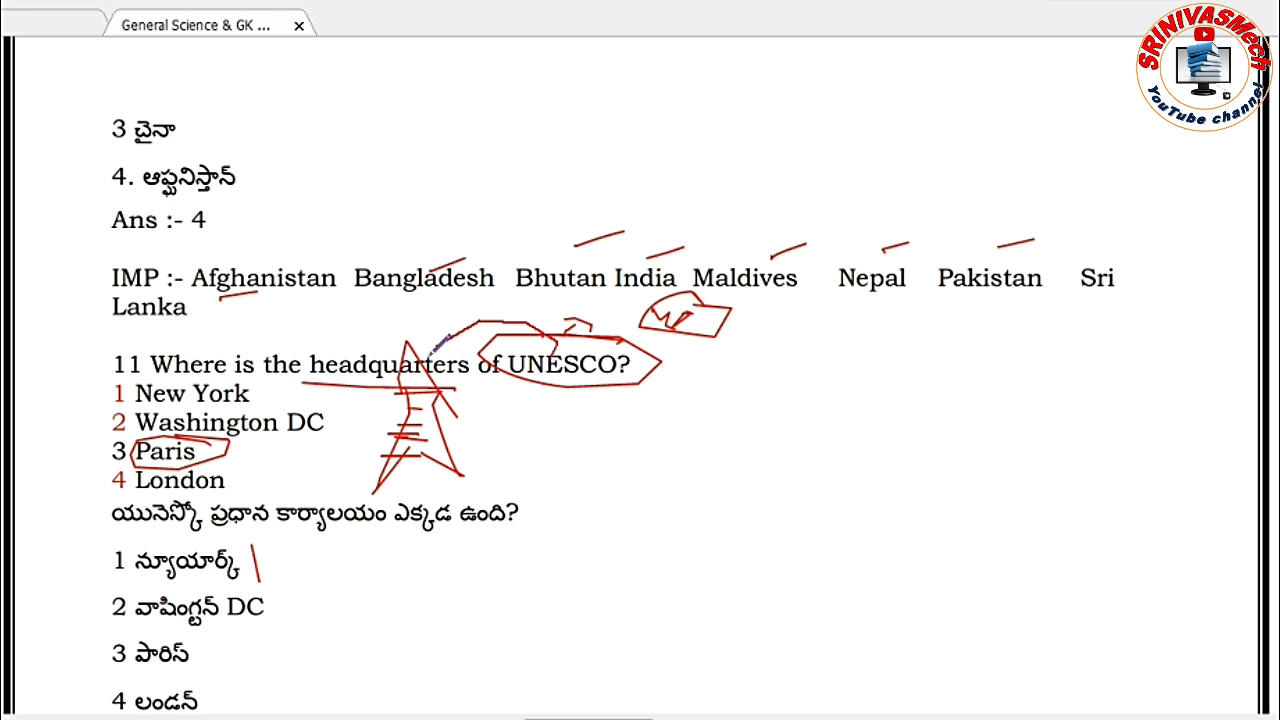 General Science & GK ...
SRINIVASMech
YouTube channel
3 చైనా
4. ఆఫ్ఘనిస్తాన్
Ans :- 4
IMP :- Afghanistan Bangladesh Bhutan India Maldives Nepal Pakistan Sri
Lanka
11 Where is the headquarters of UNESCO?
1 New York
2 Washington DC
3 Paris
4 London
యునెస్కో ప్రధాన కార్యాలయం ఎక్కడ ఉంది?
1 న్యూయార్క్
2 వాషింగ్టన్ DC
3 పారిస్
4 లండన్